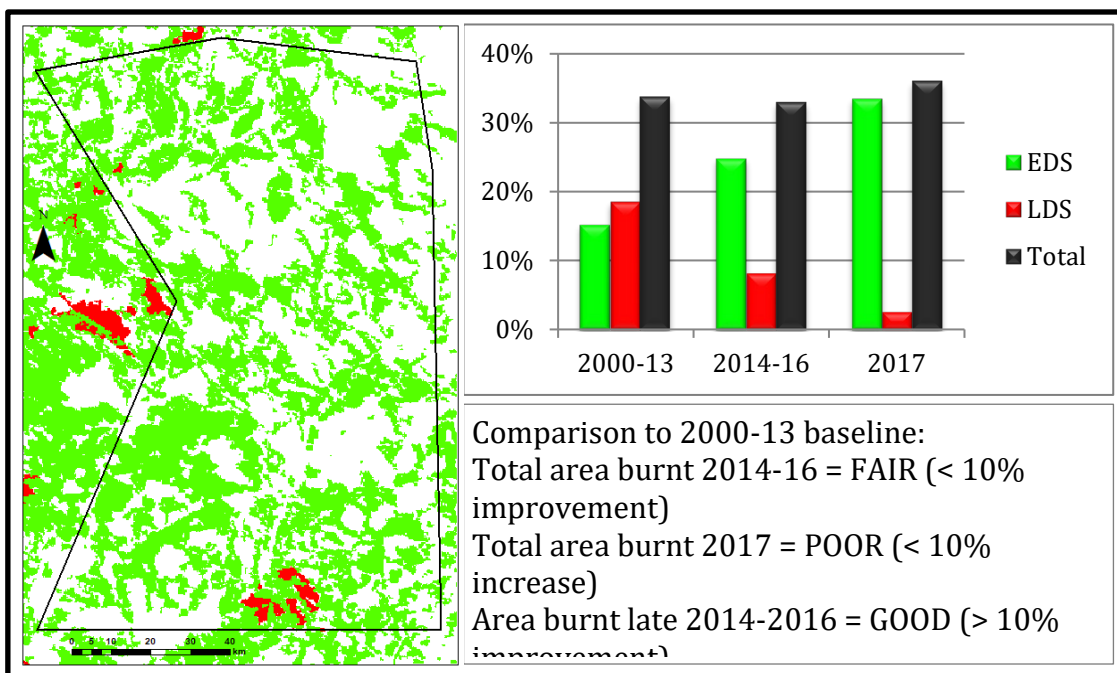 N
0 5 10 20 30 40
km
40%
30%
20%
10%
0%
2000-13
2014-16
2017
EDS
LDS
Total
Comparison to 2000-13 baseline:
Total area burnt 2014-16 = FAIR (< 10%
improvement)
Total area burnt 2017 = POOR (< 10%
increase)
Area burnt late 2014-2016 = GOOD (> 10%
improvement)